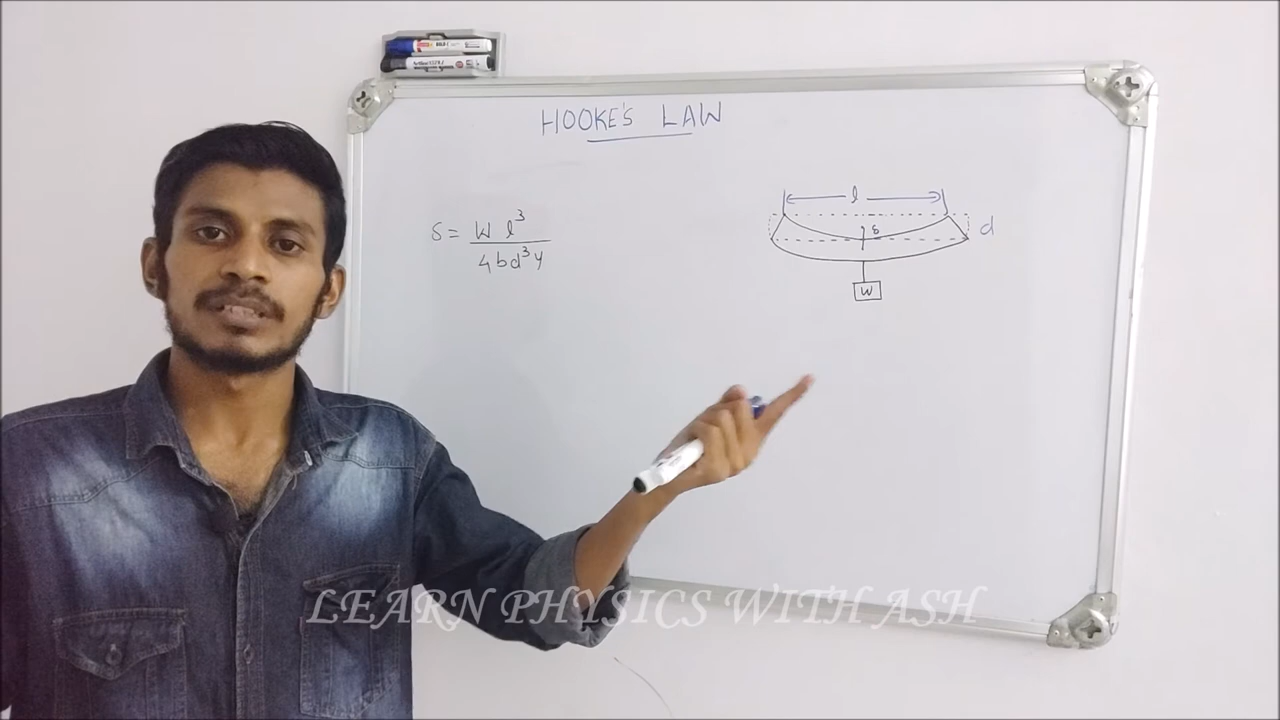 HOOKE'S LAW
δ = W l³
4bd³Y
l
δ
d
W
LEARN PHYSICS WITH ASH